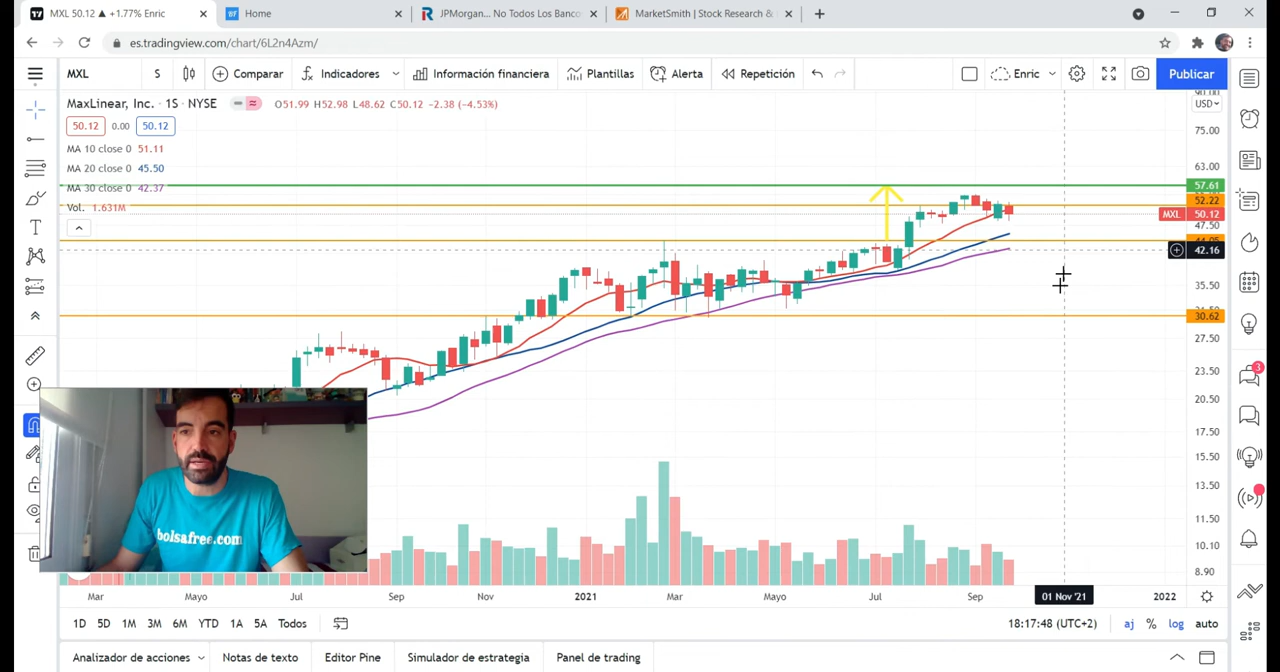 MXL 50.12 ▲ +1.77% Enric
Home
JPMorgan... No Todos Los Banco
MarketSmith | Stock Research &
es.tradingview.com/chart/6L2n4Azm/
MXL S Comparar Indicadores Información financiera Plantillas Alerta Repetición Enric Publicar
MaxLinear, Inc. · 1S · NYSE O51.99 H52.98 L48.62 C50.12 -2.38 (-4.53%)
USD
50.12 0.00 50.12
MA 10 close 0 51.11
MA 20 close 0 45.50
MA 30 close 0 42.37
Vol. 1.631M
75.00
63.00
57.61
52.22
MXL 50.12
47.50
42.16
35.50
30.62
27.50
23.50
20.50
17.50
15.50
13.50
11.50
10.10
8.90
3
bolsafree.com
Mar Mayo Jul Sep Nov 2021 Mar Mayo Jul Sep 01 Nov '21 2022
1D 5D 1M 3M 6M YTD 1A 5A Todos 18:17:48 (UTC+2) aj % log auto
Analizador de acciones Notas de texto Editor Pine Simulador de estrategia Panel de trading